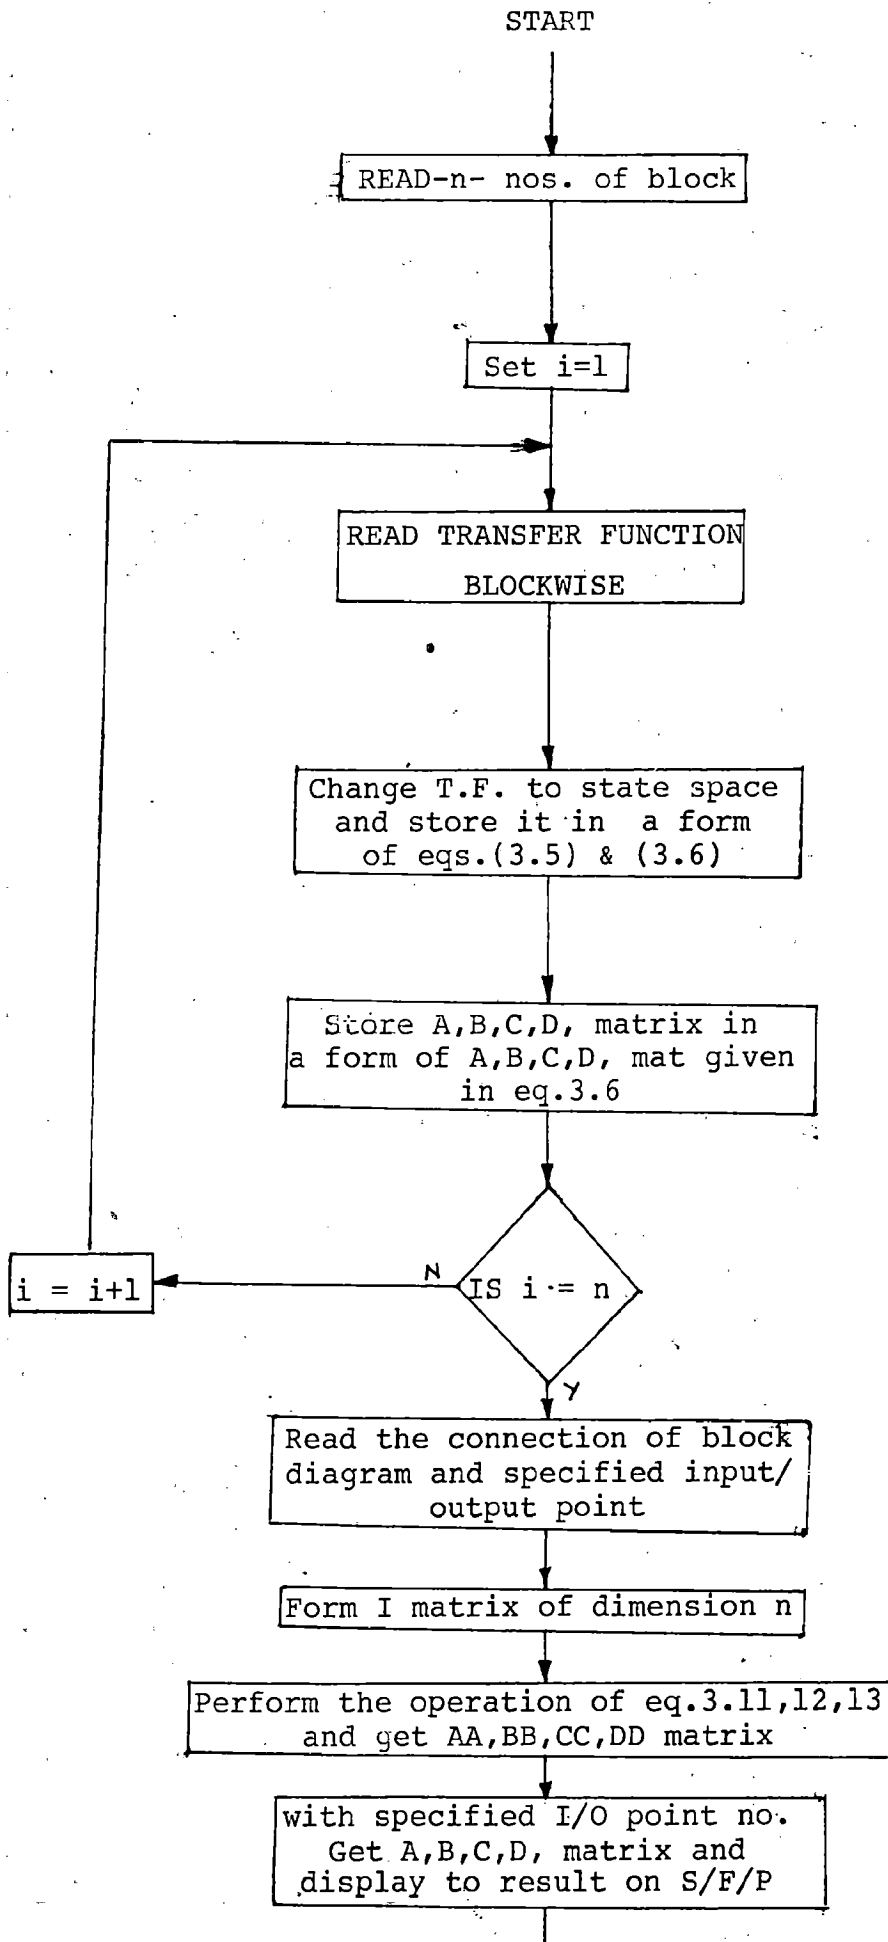 START
READ-n- nos. of block
Set i=1
READ TRANSFER FUNCTION
BLOCKWISE
Change T.F. to state space
and store it in a form
of eqs.(3.5) & (3.6)
Store A,B,C,D, matrix in
a form of A,B,C,D, mat given
in eq.3.6
IS i = n
N
i = i+1
Y
Read the connection of block
diagram and specified input/
output point
Form I matrix of dimension n
Perform the operation of eq.3.11,12,13
and get AA,BB,CC,DD matrix
with specified I/O point no.
Get A,B,C,D, matrix and
display to result on S/F/P